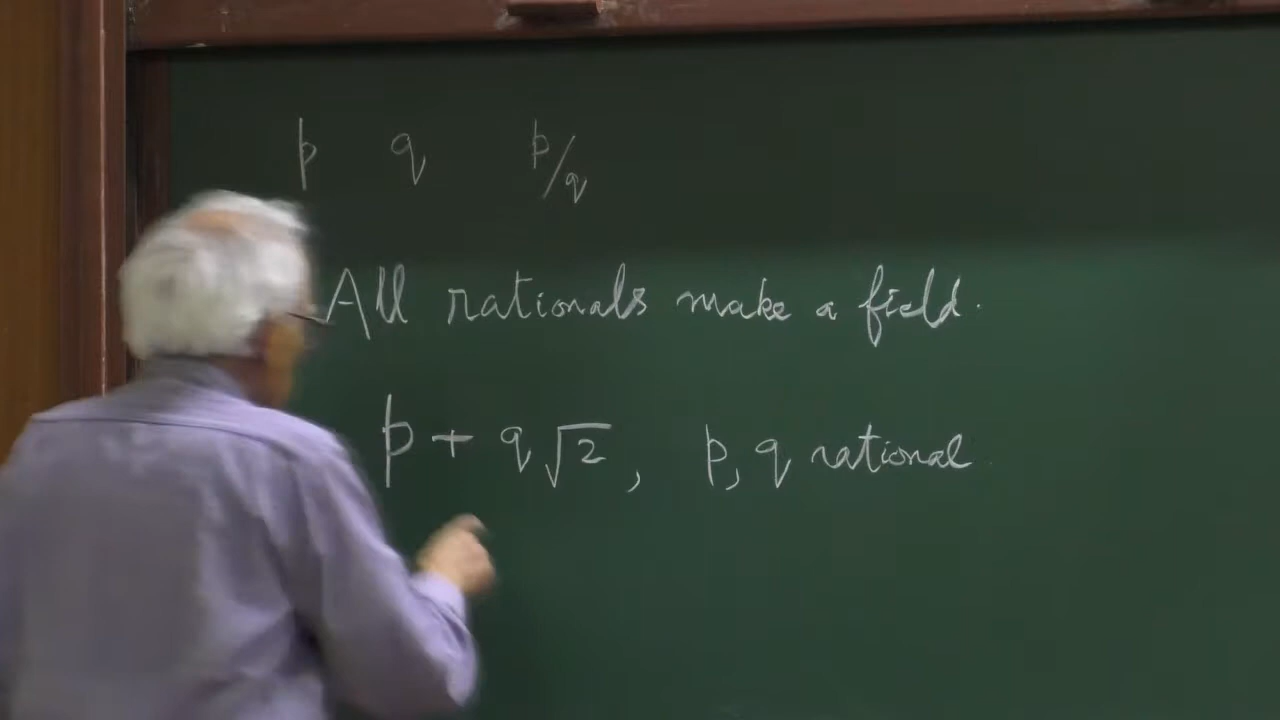 p q p/q
All rationals make a field.
p + q√2, p, q rational